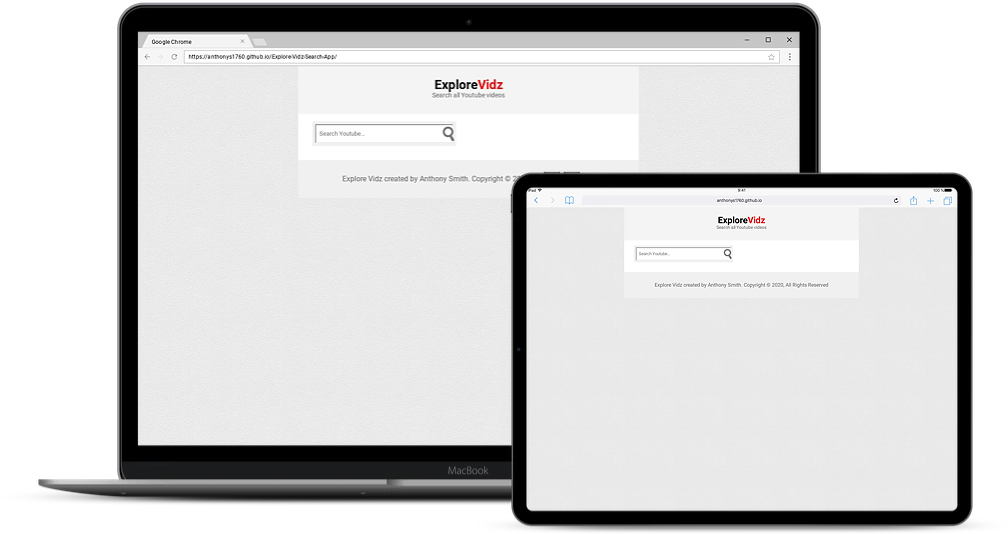 Google Chrome
https://anthonys1760.github.io/Explore-Vidz-Search-App/
ExploreVidz
Search all Youtube videos
Search Youtube...
Explore Vidz created by Anthony Smith. Copyright © 2
MacBook
iPad
9:41
100 %
anthonys1760.github.io
ExploreVidz
Search all Youtube videos
Search Youtube...
Explore Vidz created by Anthony Smith. Copyright © 2020, All Rights Reserved